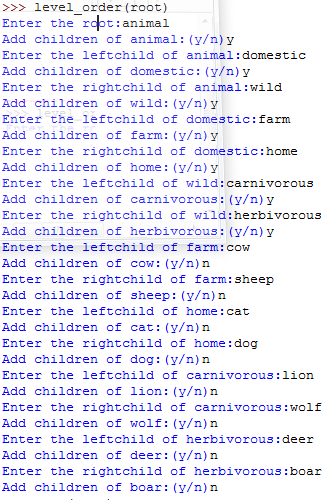 >>> level_order(root)
Enter the root:animal
Add children of animal:(y/n)y
Enter the leftchild of animal:domestic
Add children of domestic:(y/n)y
Enter the rightchild of animal:wild
Add children of wild:(y/n)y
Enter the leftchild of domestic:farm
Add children of farm:(y/n)y
Enter the rightchild of domestic:home
Add children of home:(y/n)y
Enter the leftchild of wild:carnivorous
Add children of carnivorous:(y/n)y
Enter the rightchild of wild:herbivorous
Add children of herbivorous:(y/n)y
Enter the leftchild of farm:cow
Add children of cow:(y/n)n
Enter the rightchild of farm:sheep
Add children of sheep:(y/n)n
Enter the leftchild of home:cat
Add children of cat:(y/n)n
Enter the rightchild of home:dog
Add children of dog:(y/n)n
Enter the leftchild of carnivorous:lion
Add children of lion:(y/n)n
Enter the rightchild of carnivorous:wolf
Add children of wolf:(y/n)n
Enter the leftchild of herbivorous:deer
Add children of deer:(y/n)n
Enter the rightchild of herbivorous:boar
Add children of boar:(y/n)n